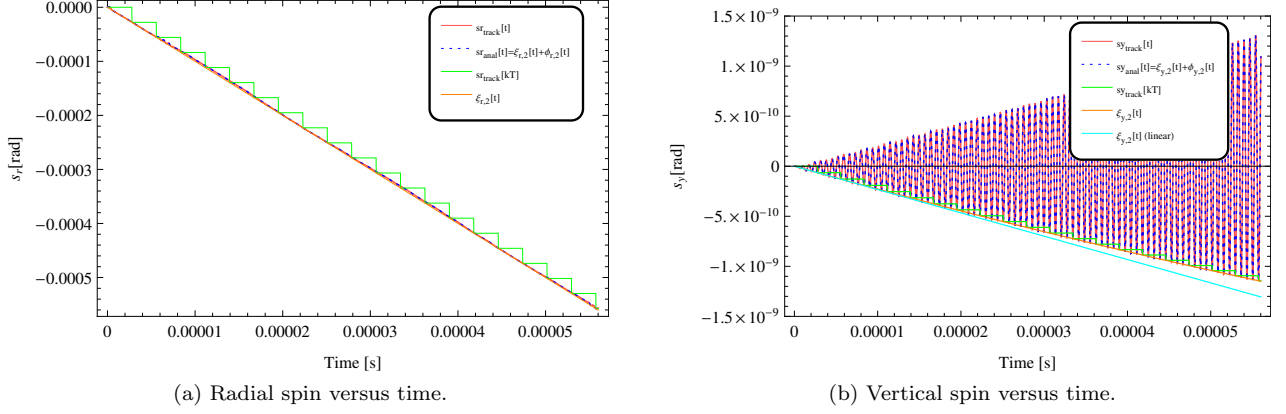 0.0000
-0.0001
-0.0002
-0.0003
-0.0004
-0.0005
s_r[rad]
sr_track[t]
sr_anal[t]=ξ_r,2[t]+ϕ_r,2[t]
sr_track[kT]
ξ_r,2[t]
0 0.00001 0.00002 0.00003 0.00004 0.00005
Time [s]
(a) Radial spin versus time.
1.5×10^-9
1.×10^-9
5.×10^-10
0
-5.×10^-10
-1.×10^-9
-1.5×10^-9
s_y[rad]
sy_track[t]
sy_anal[t]=ξ_y,2[t]+ϕ_y,2[t]
sy_track[kT]
ξ_y,2[t]
ξ_y,2[t] (linear)
0 0.00001 0.00002 0.00003 0.00004 0.00005
Time [s]
(b) Vertical spin versus time.